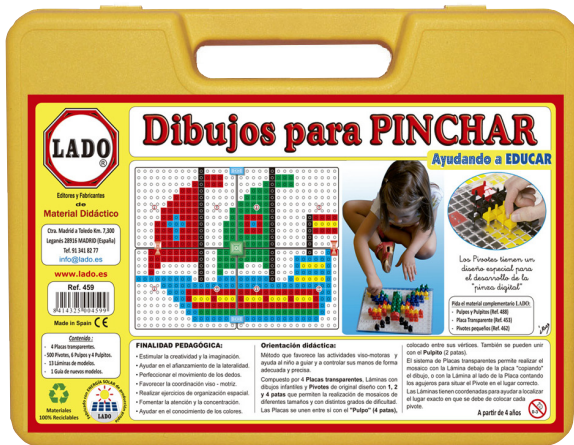 LADO
®
Editores y Fabricantes
de
Material Didáctico
Ctra. Madrid a Toledo Km. 7,300
Leganés 28916 MADRID (España)
Tel. 91 341 82 77
info@lado.es
www.lado.es
Ref. 459
8 414325 004599
Made in Spain CE
Contenido :
- 4 Placas transparentes.
- 500 Pivotes, 6 Pulpos y 4 Pulpitos.
- 13 Láminas de modelos.
- 1 Guía de nuevos modelos.
Materiales
100% Reciclables
LADO
Dibujos para PINCHAR
Ayudando a EDUCAR
Los Pivotes tienen un
diseño especial para
el desarrollo de la
"pinza digital"
Pida el material complementario LADO:
- Pulpos y Pulpitos (Ref. 488)
- Placa Transparente (Ref. 453)
- Pivotes pequeños (Ref. 462)
FINALIDAD PEDAGÓGICA:
- Estimular la creatividad y la imaginación.
- Ayudar en el afianzamiento de la lateralidad.
- Perfeccionar el movimiento de los dedos.
- Favorecer la coordinación viso - motriz.
- Realizar ejercicios de organización espacial.
- Fomentar la atención y la concentración.
- Ayudar en el conocimiento de los colores.
Orientación didáctica:
Método que favorece las actividades viso-motoras y
ayuda al niño a guiar y a controlar sus manos de forma
adecuada y precisa.
Compuesto por 4 Placas transparentes, Láminas con
dibujos infantiles y Pivotes de original diseño con 1, 2
y 4 patas que permiten la realización de mosaicos de
diferentes tamaños y con distintos grados de dificultad.
Las Placas se unen entre sí con el "Pulpo" (4 patas),
colocado entre sus vértices. También se pueden unir
con el Pulpito (2 patas).
El sistema de Placas transparentes permite realizar el
mosaico con la Lámina debajo de la placa "copiando"
el dibujo, o con la Lámina al lado de la Placa contando
los agujeros para situar el Pivote en el lugar correcto.
Las Láminas tienen coordenadas para ayudar a localizar
el lugar exacto en que se debe de colocar cada
pivote.
A partir de 4 años